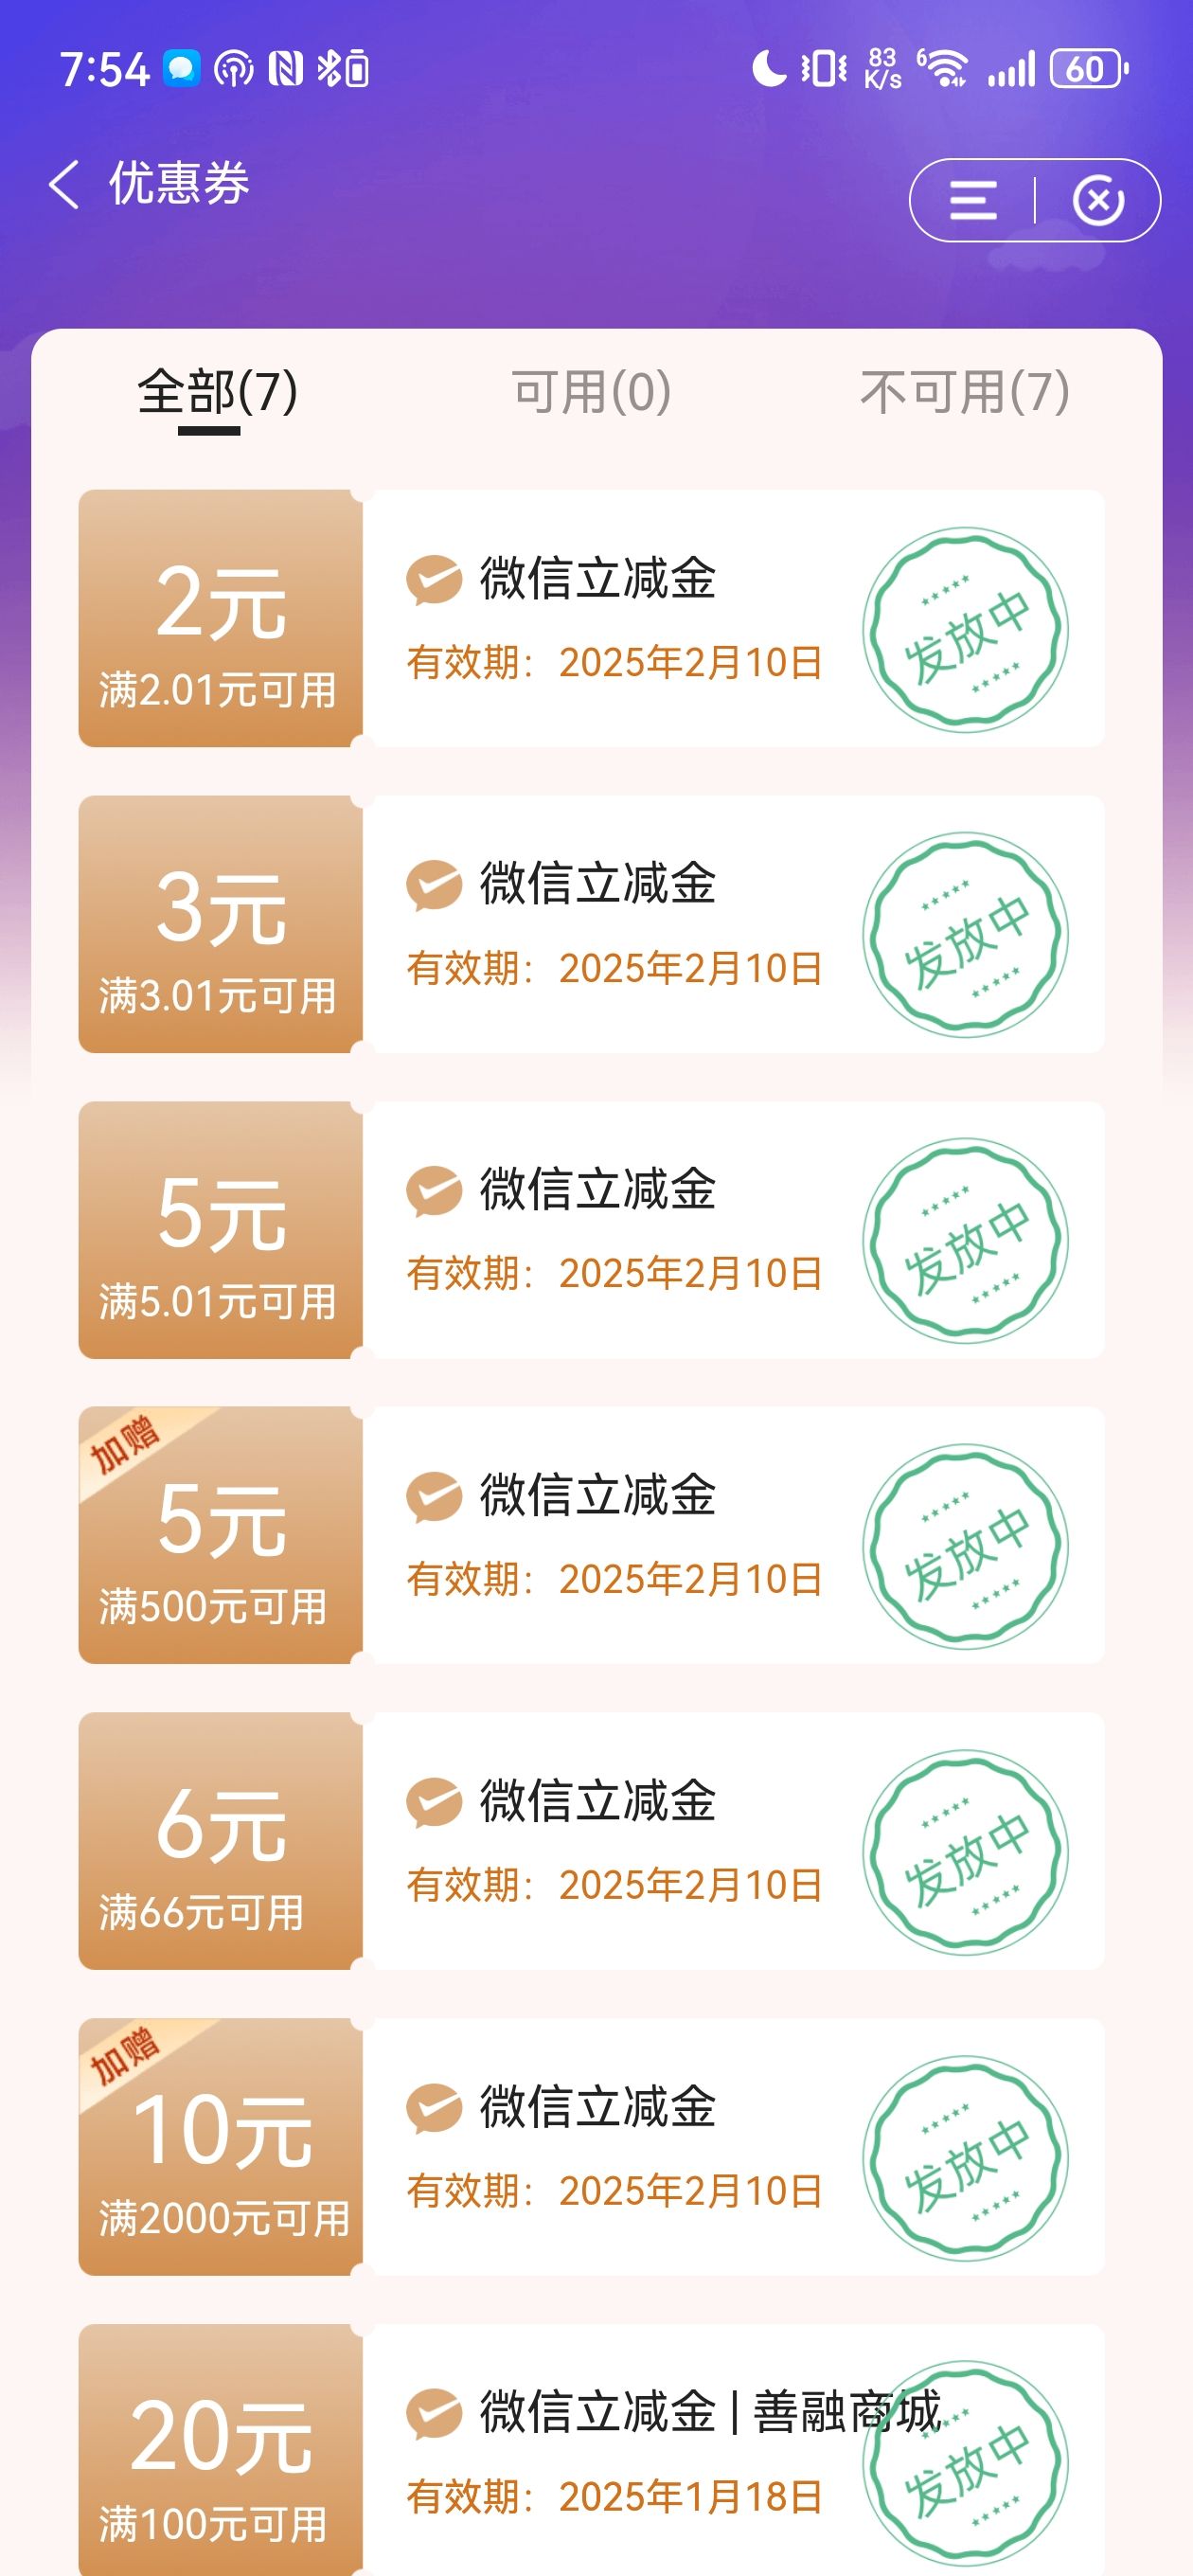 7:54
83 K/s
6
60
优惠券
全部(7) 可用(0) 不可用(7)
2元
满2.01元可用
微信立减金
有效期：2025年2月10日
发放中
3元
满3.01元可用
微信立减金
有效期：2025年2月10日
发放中
5元
满5.01元可用
微信立减金
有效期：2025年2月10日
发放中
加赠
5元
满500元可用
微信立减金
有效期：2025年2月10日
发放中
6元
满66元可用
微信立减金
有效期：2025年2月10日
发放中
加赠
10元
满2000元可用
微信立减金
有效期：2025年2月10日
发放中
20元
满100元可用
微信立减金 | 善融商城
有效期：2025年1月18日
发放中